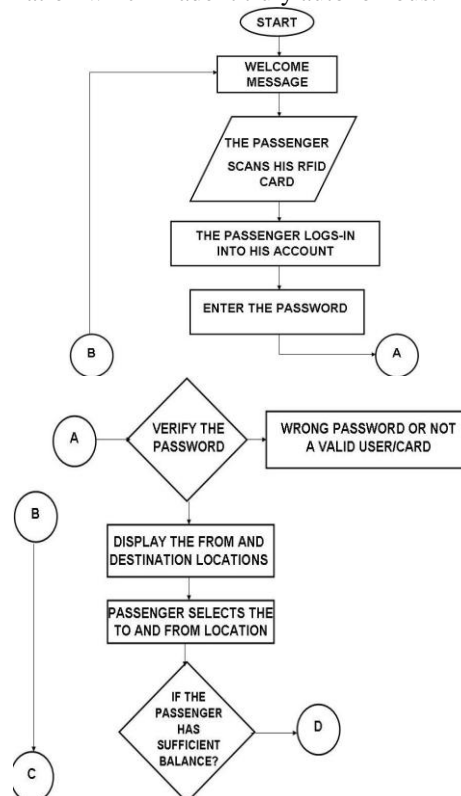 START
WELCOME
MESSAGE
THE PASSENGER
SCANS HIS RFID
CARD
THE PASSENGER LOGS-IN
INTO HIS ACCOUNT
ENTER THE PASSWORD
B
A
A
VERIFY THE
PASSWORD
WRONG PASSWORD OR NOT
A VALID USER/CARD
B
DISPLAY THE FROM AND
DESTINATION LOCATIONS
PASSENGER SELECTS THE
TO AND FROM LOCATION
IF THE
PASSENGER
HAS
SUFFICIENT
BALANCE?
D
C